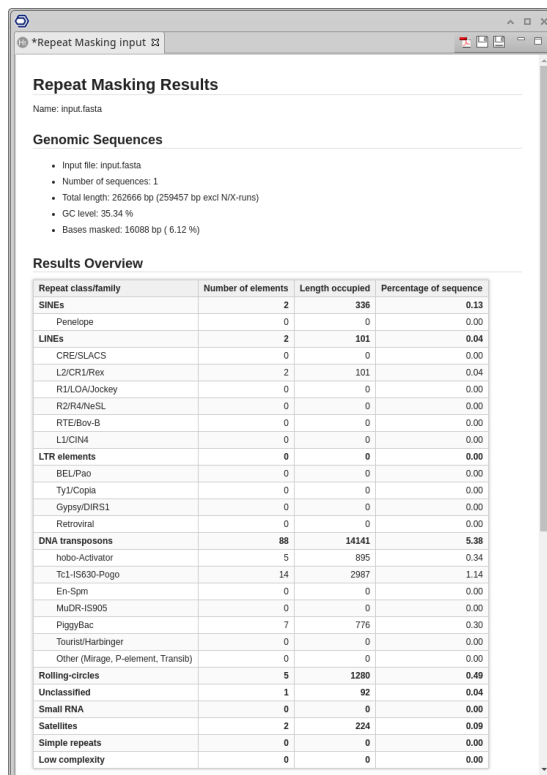 *Repeat Masking input
Repeat Masking Results
Name: input.fasta
Genomic Sequences
• Input file: input.fasta
• Number of sequences: 1
• Total length: 262666 bp (259457 bp excl N/X-runs)
• GC level: 35.34 %
• Bases masked: 16088 bp ( 6.12 %)
Results Overview
Repeat class/family Number of elements Length occupied Percentage of sequence
SINEs 2 336 0.13
Penelope 0 0 0.00
LINEs 2 101 0.04
CRE/SLACS 0 0 0.00
L2/CR1/Rex 2 101 0.04
R1/LOA/Jockey 0 0 0.00
R2/R4/NeSL 0 0 0.00
RTE/Bov-B 0 0 0.00
L1/CIN4 0 0 0.00
LTR elements 0 0 0.00
BEL/Pao 0 0 0.00
Ty1/Copia 0 0 0.00
Gypsy/DIRS1 0 0 0.00
Retroviral 0 0 0.00
DNA transposons 88 14141 5.38
hobo-Activator 5 895 0.34
Tc1-IS630-Pogo 14 2987 1.14
En-Spm 0 0 0.00
MuDR-IS905 0 0 0.00
PiggyBac 7 776 0.30
Tourist/Harbinger 0 0 0.00
Other (Mirage, P-element, Transib) 0 0 0.00
Rolling-circles 5 1280 0.49
Unclassified 1 92 0.04
Small RNA 0 0 0.00
Satellites 2 224 0.09
Simple repeats 0 0 0.00
Low complexity 0 0 0.00